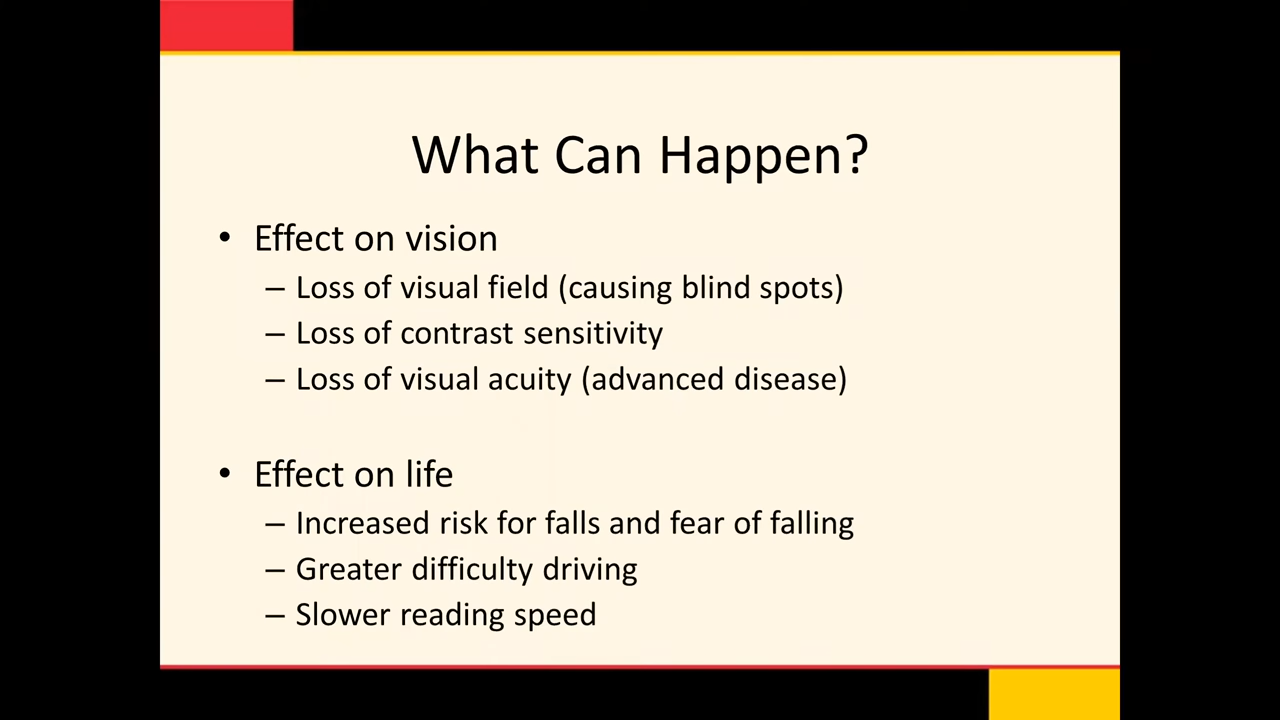 What Can Happen?
• Effect on vision
– Loss of visual field (causing blind spots)
– Loss of contrast sensitivity
– Loss of visual acuity (advanced disease)
• Effect on life
– Increased risk for falls and fear of falling
– Greater difficulty driving
– Slower reading speed